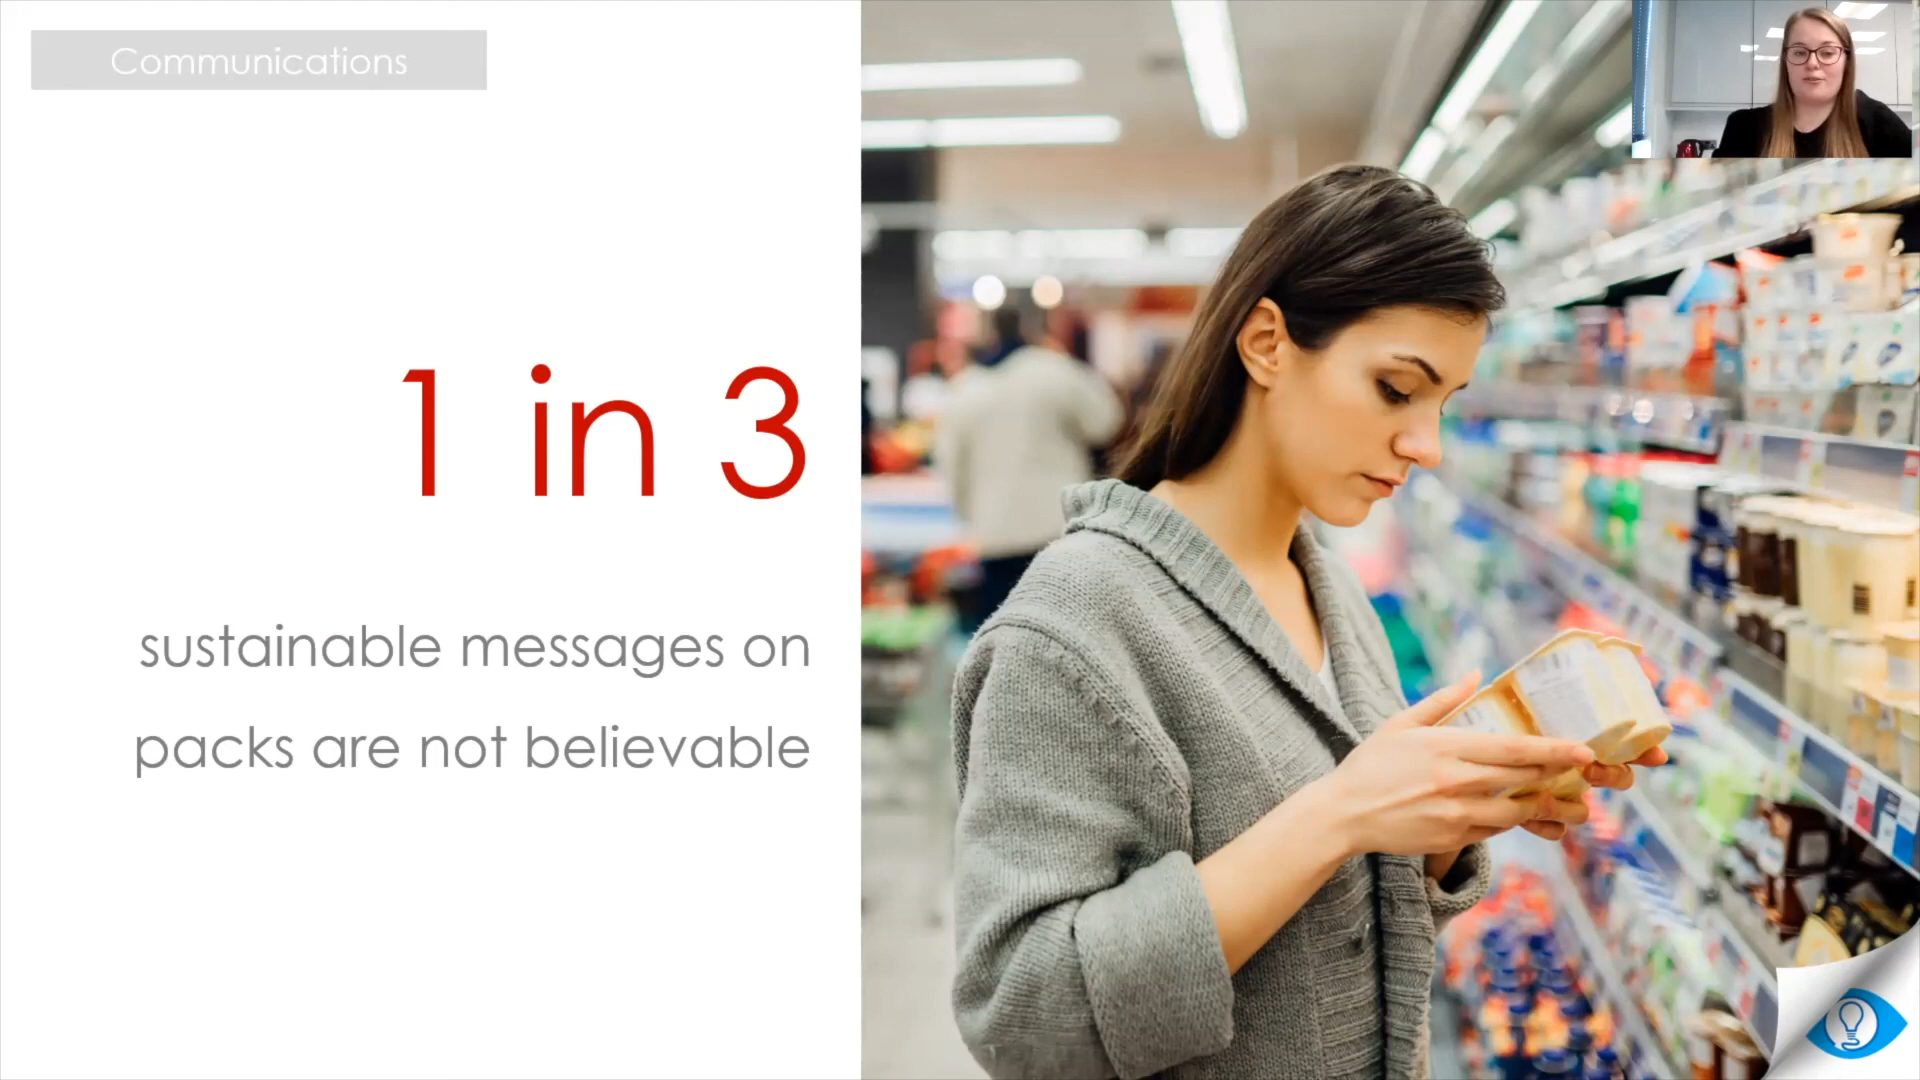 Communications
1 in 3
sustainable messages on
packs are not believable